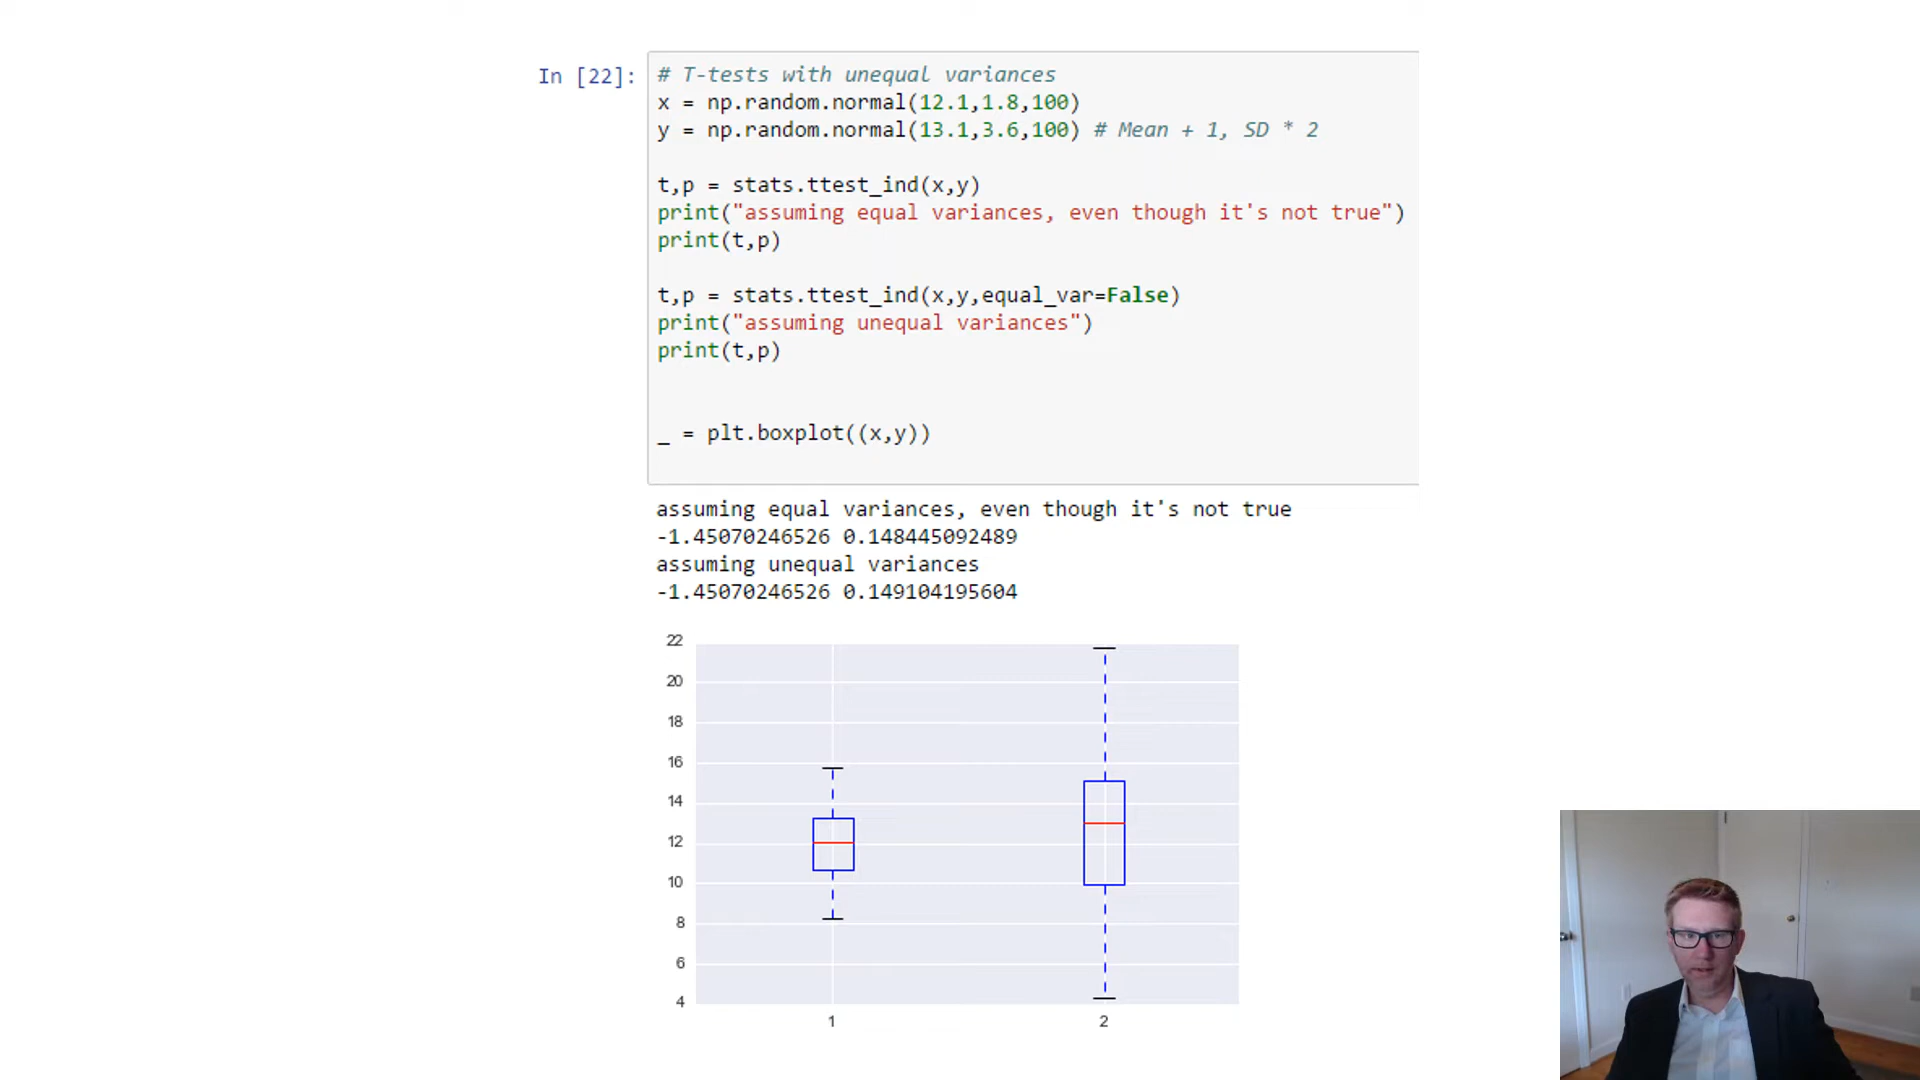 In [22]:
# T-tests with unequal variances
x = np.random.normal(12.1,1.8,100)
y = np.random.normal(13.1,3.6,100) # Mean + 1, SD * 2
t,p = stats.ttest_ind(x,y)
print("assuming equal variances, even though it's not true")
print(t,p)
t,p = stats.ttest_ind(x,y,equal_var=False)
print("assuming unequal variances")
print(t,p)
_ = plt.boxplot((x,y))
assuming equal variances, even though it's not true
-1.45070246526 0.148445092489
assuming unequal variances
-1.45070246526 0.149104195604
22
20
18
16
14
12
10
8
6
4
1 2